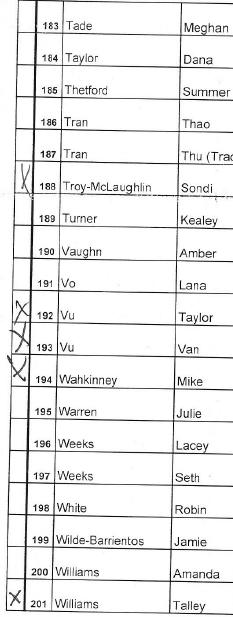 183 Tade Meghan
184 Taylor Dana
185 Thetford Summer
186 Tran Thao
187 Tran Thu (Trac
X 188 Troy-McLaughlin Sondi
189 Turner Kealey
190 Vaughn Amber
191 Vo Lana
X 192 Vu Taylor
X 193 Vu Van
X 194 Wahkinney Mike
195 Warren Julie
196 Weeks Lacey
197 Weeks Seth
198 White Robin
199 Wilde-Barrientos Jamie
200 Williams Amanda
X 201 Williams Talley